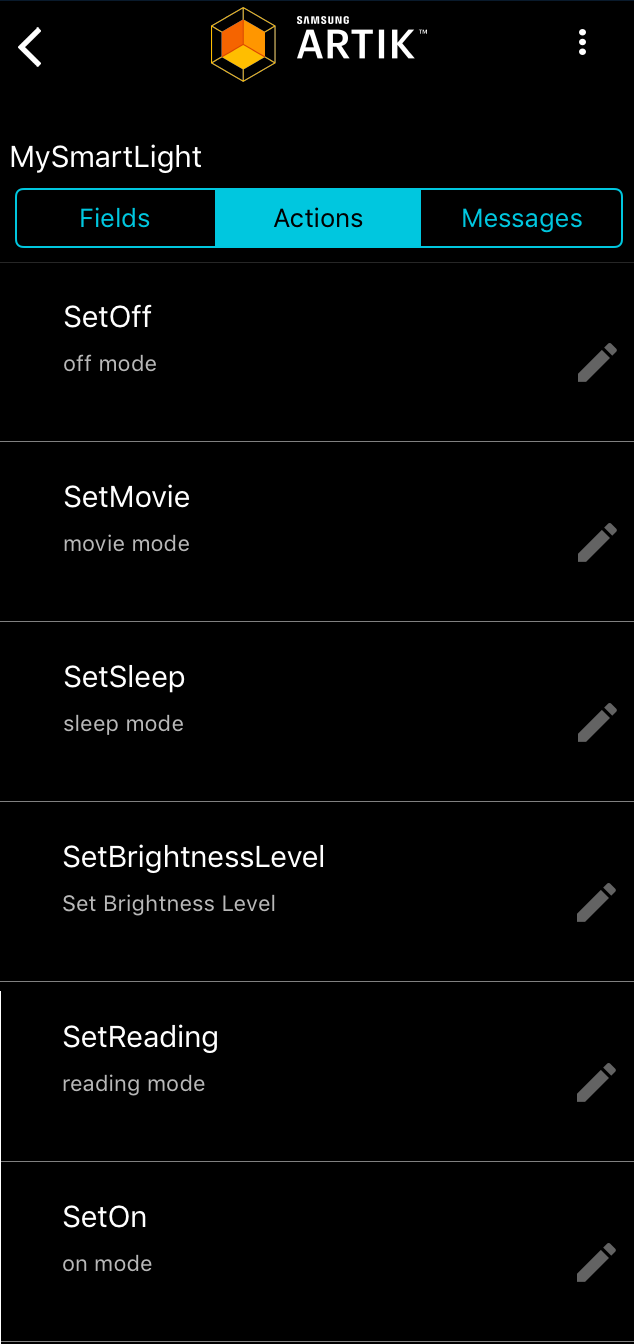 SAMSUNG
ARTIK™
MySmartLight
Fields Actions Messages
SetOff
off mode
SetMovie
movie mode
SetSleep
sleep mode
SetBrightnessLevel
Set Brightness Level
SetReading
reading mode
SetOn
on mode